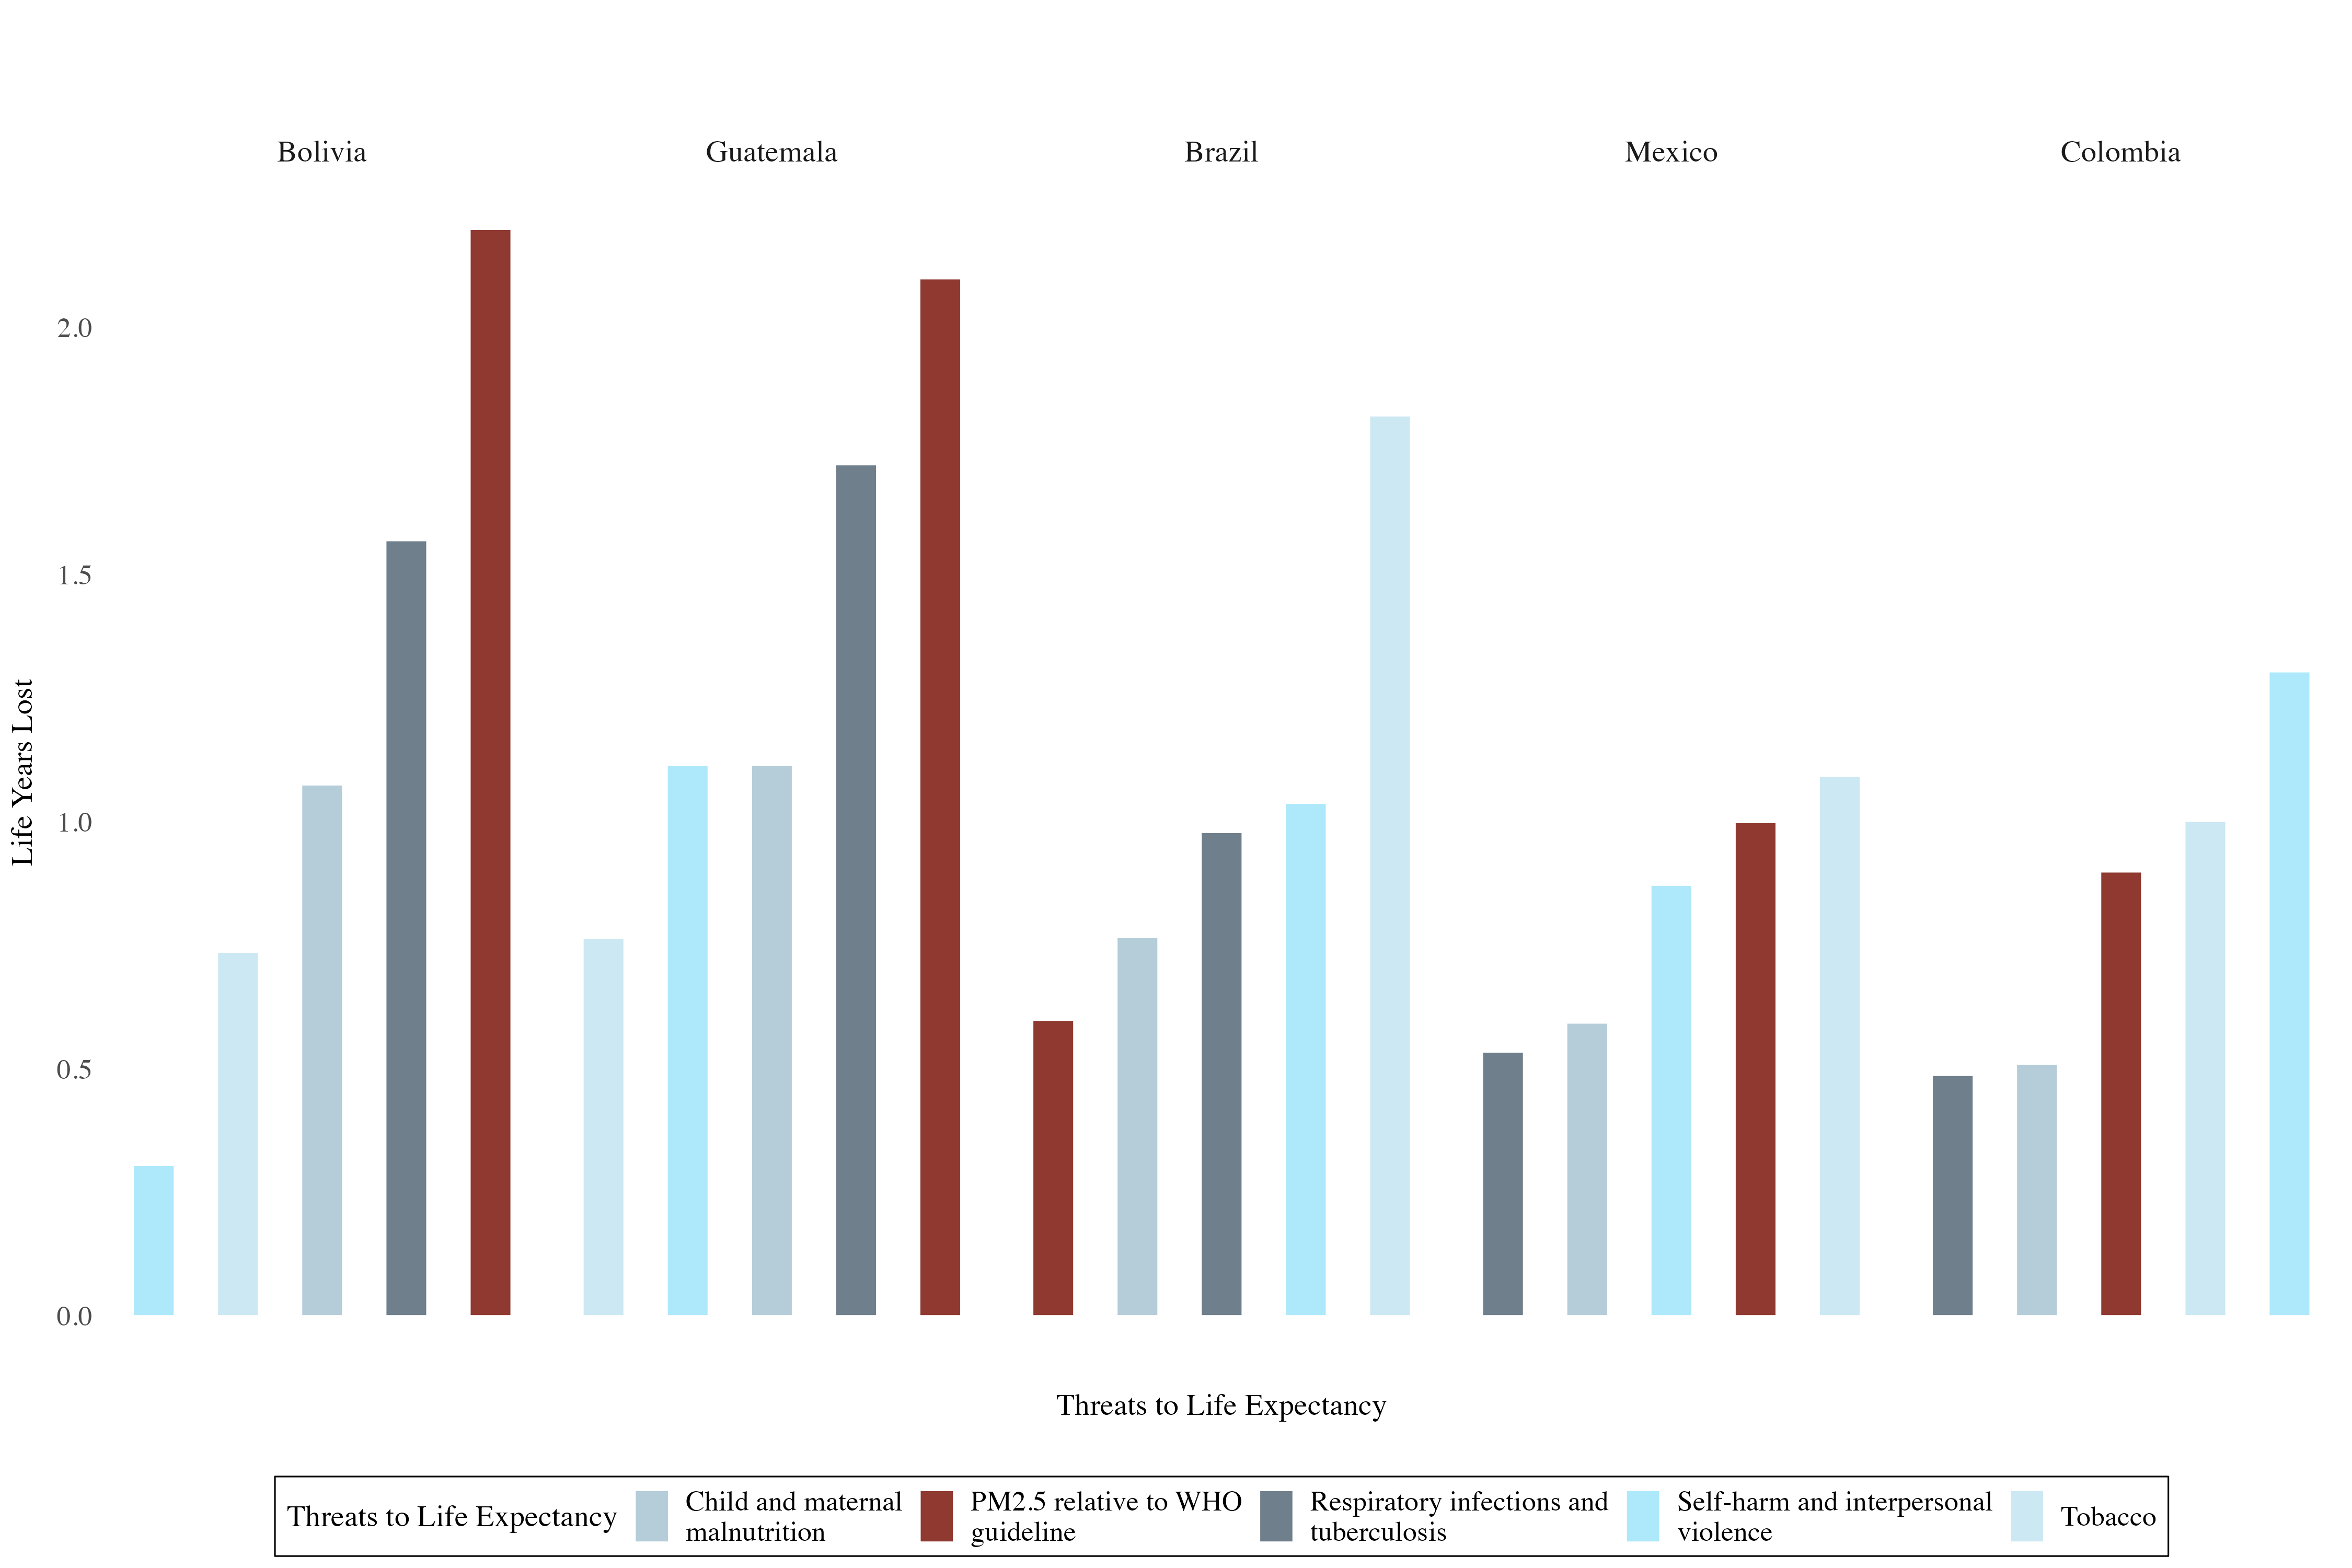 Bolivia
Guatemala
Brazil
Mexico
Colombia
2.0
1.5
1.0
0.5
0.0
Life Years Lost
Threats to Life Expectancy
Threats to Life Expectancy
Child and maternal
malnutrition
PM2.5 relative to WHO
guideline
Respiratory infections and
tuberculosis
Self-harm and interpersonal
violence
Tobacco